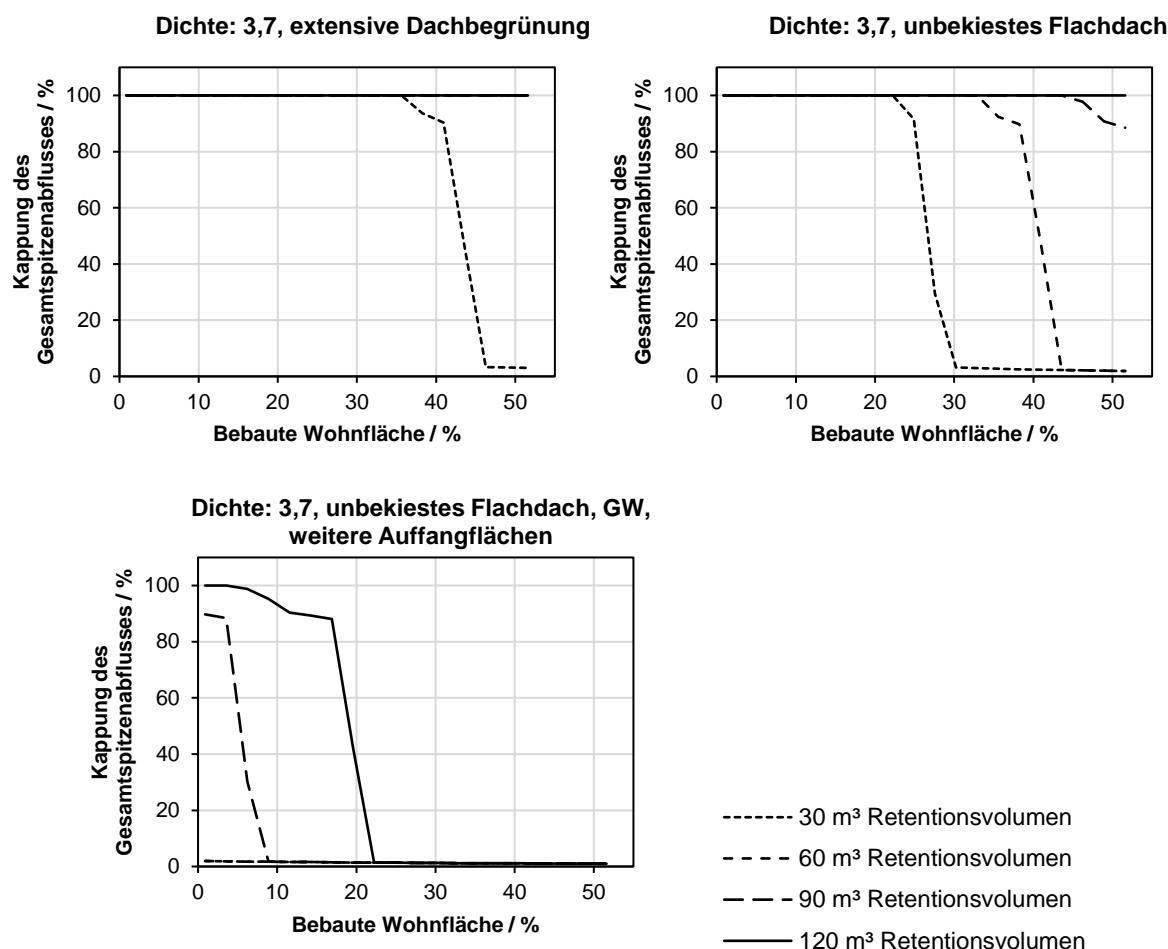 Dichte: 3,7, extensive Dachbegrünung
Kappung des
Gesamtspitzenabflusses / %
100
80
60
40
20
0
0 10 20 30 40 50
Bebaute Wohnfläche / %
Dichte: 3,7, unbekiestes Flachdach
Kappung des
Gesamtspitzenabflusses / %
100
80
60
40
20
0
0 10 20 30 40 50
Bebaute Wohnfläche / %
Dichte: 3,7, unbekiestes Flachdach, GW,
weitere Auffangflächen
Kappung des
Gesamtspitzenabflusses / %
100
80
60
40
20
0
0 10 20 30 40 50
Bebaute Wohnfläche / %
30 m³ Retentionsvolumen
60 m³ Retentionsvolumen
90 m³ Retentionsvolumen
120 m³ Retentionsvolumen